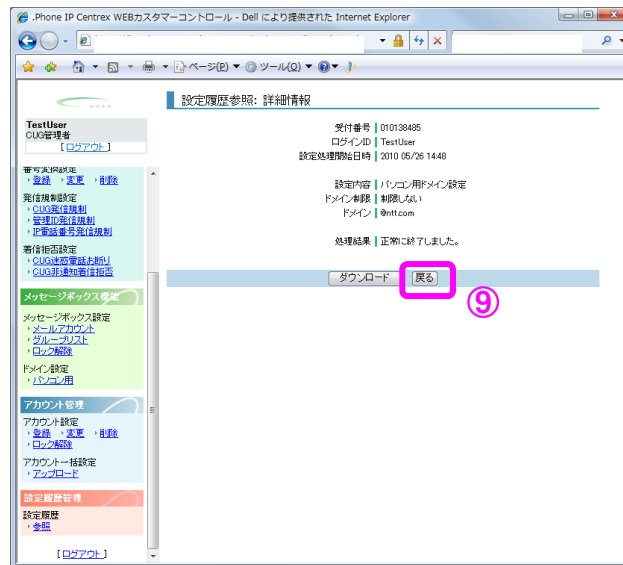 .Phone IP Centrex WEBカスタマーコントロール - Dell により提供された Internet Explorer
ページ(P) ツール(O)
TestUser
CUG管理者
[ログアウト]
番号変換設定
登録 変更 削除
発信規制設定
CUG発信規制
管理ID発信規制
IP電話番号発信規制
着信拒否設定
CUG迷惑電話お断り
CUG非通知着信拒否
メッセージボックス機能
メッセージボックス設定
メールアカウント
グループリスト
ロック解除
ドメイン設定
パソコン用
アカウント管理
アカウント設定
登録 変更 削除
ロック解除
アカウント一括設定
アップロード
設定履歴管理
設定履歴
参照
[ログアウト]
設定履歴参照: 詳細情報
受付番号 010138485
ログインID TestUser
設定処理開始日時 2010 05/26 14:48
設定内容 パソコン用ドメイン設定
ドメイン制限 制限しない
ドメイン @ntt.com
処理結果 正常に終了しました。
ダウンロード 戻る
⑨